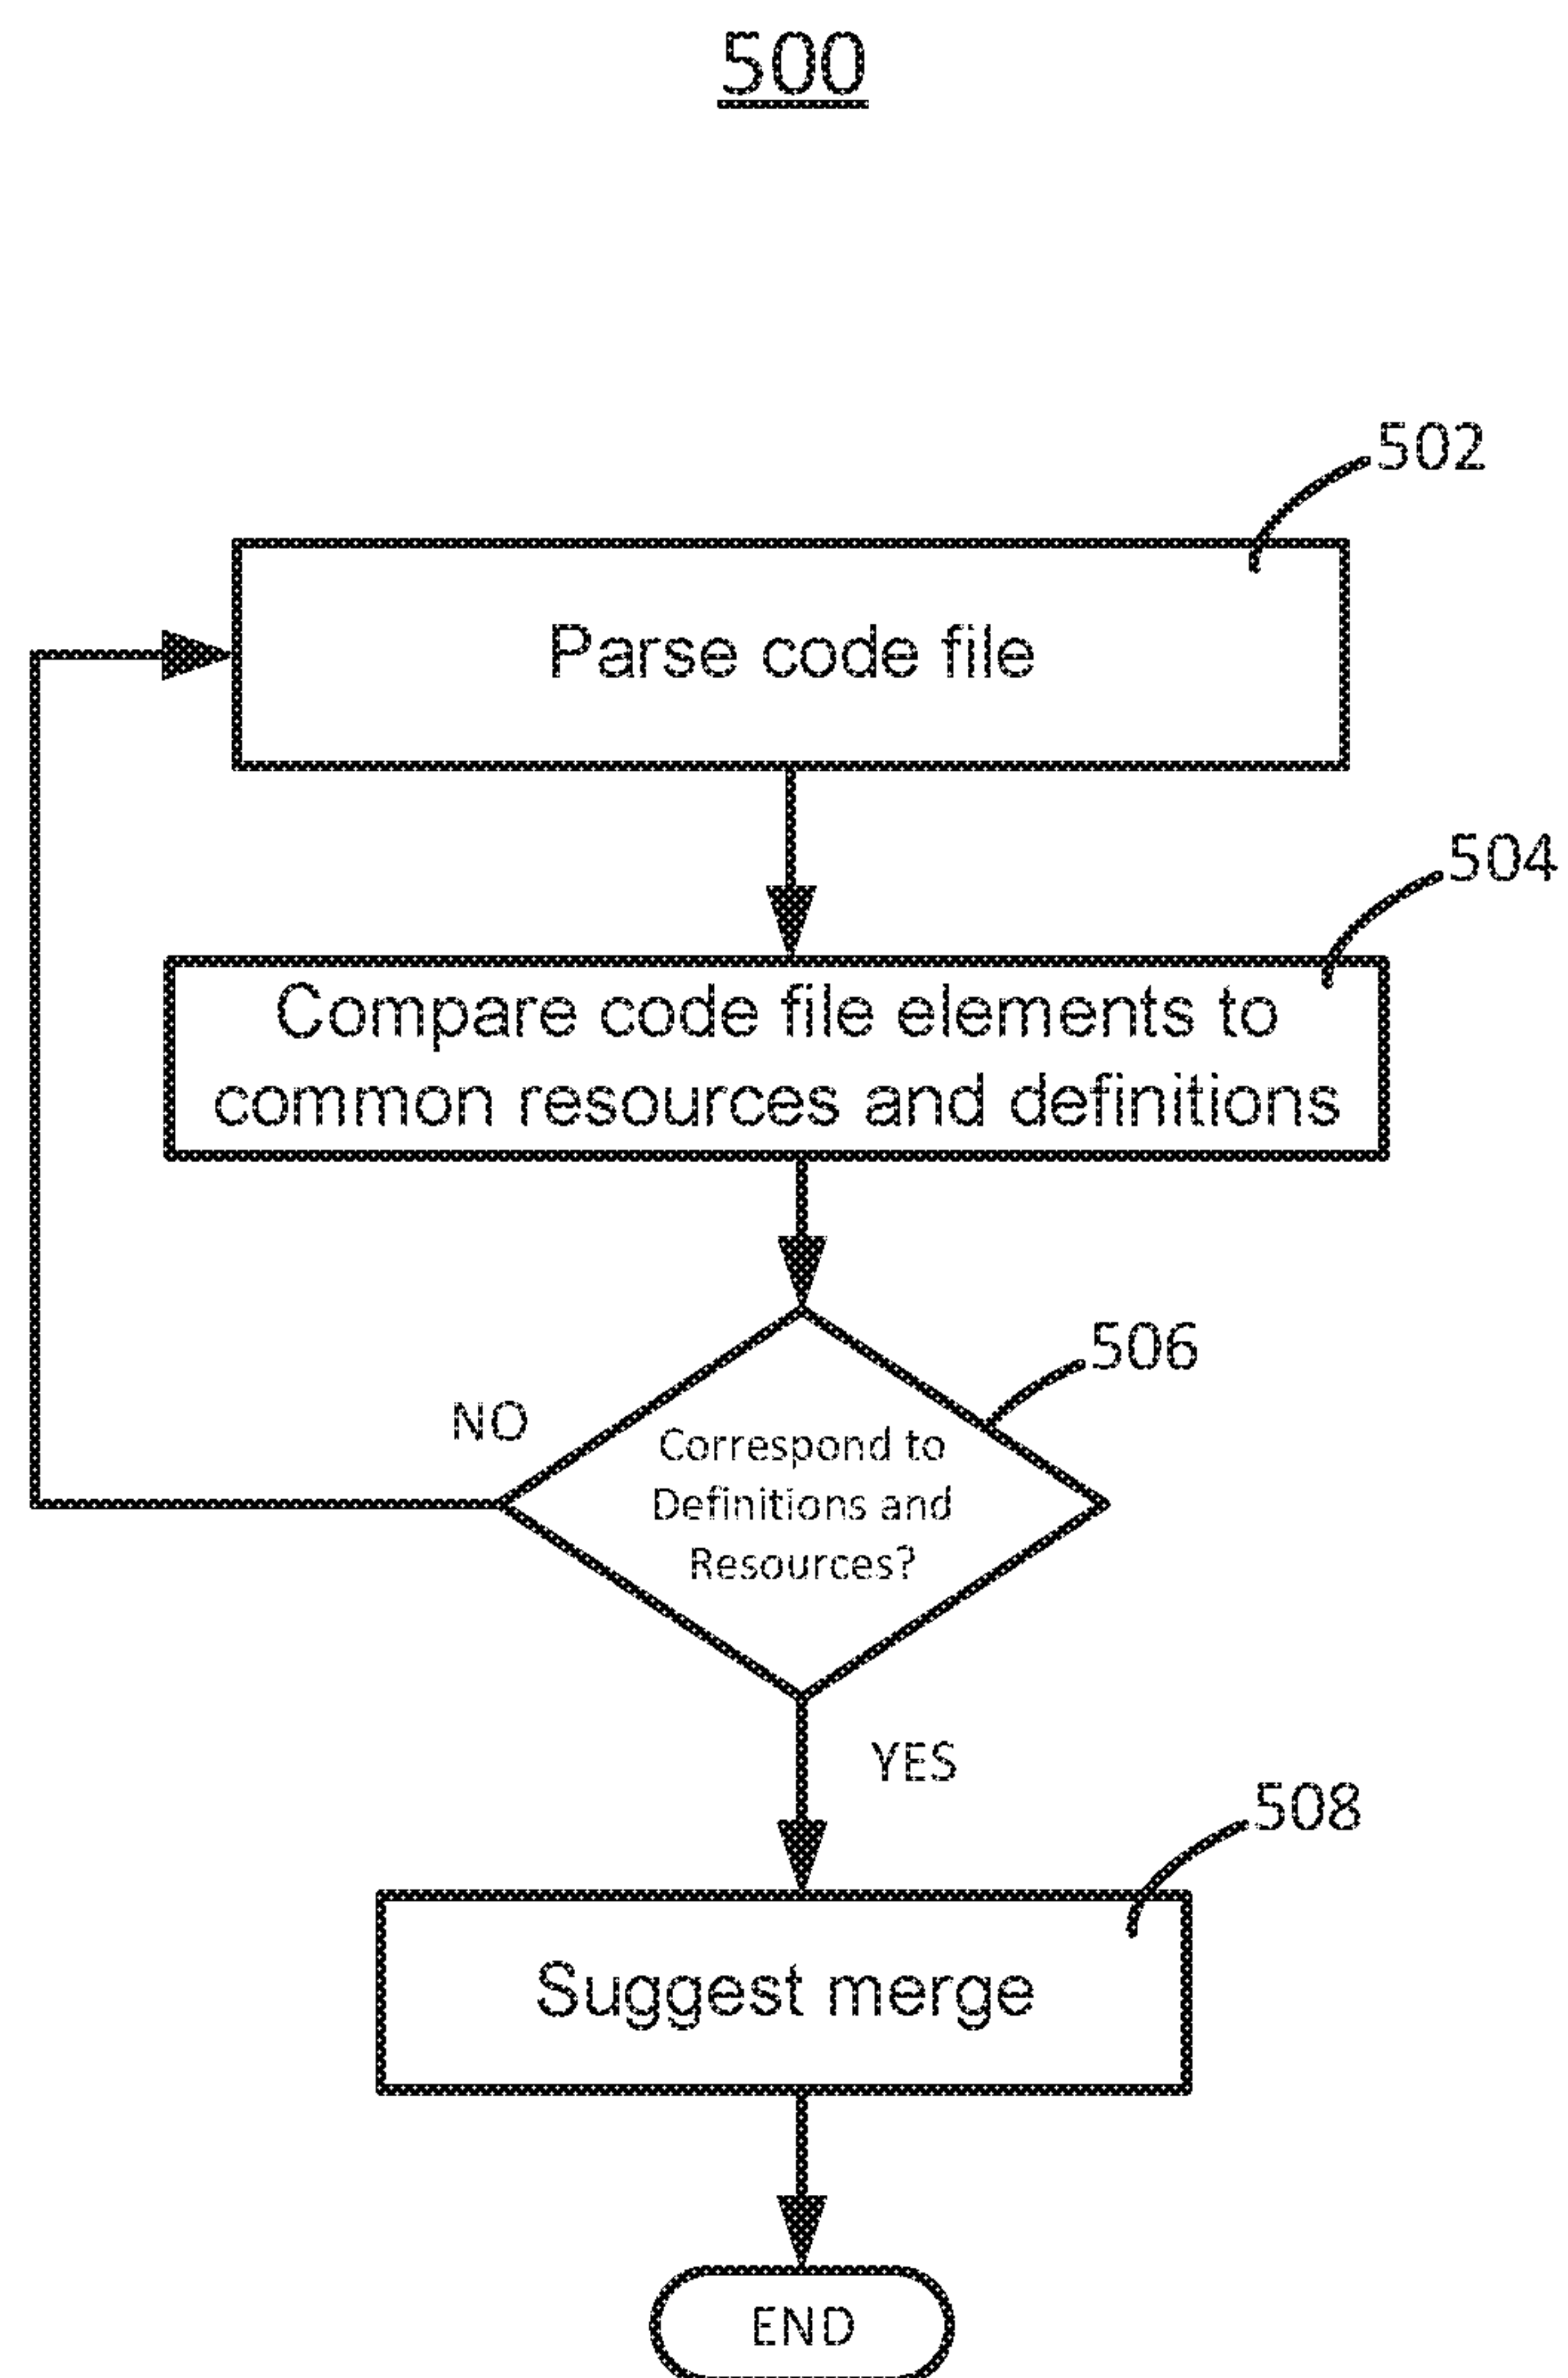 500
502
Parse code file
504
Compare code file elements to
common resources and definitions
506
NO
Correspond to
Definitions and
Resources?
YES
508
Suggest merge
END